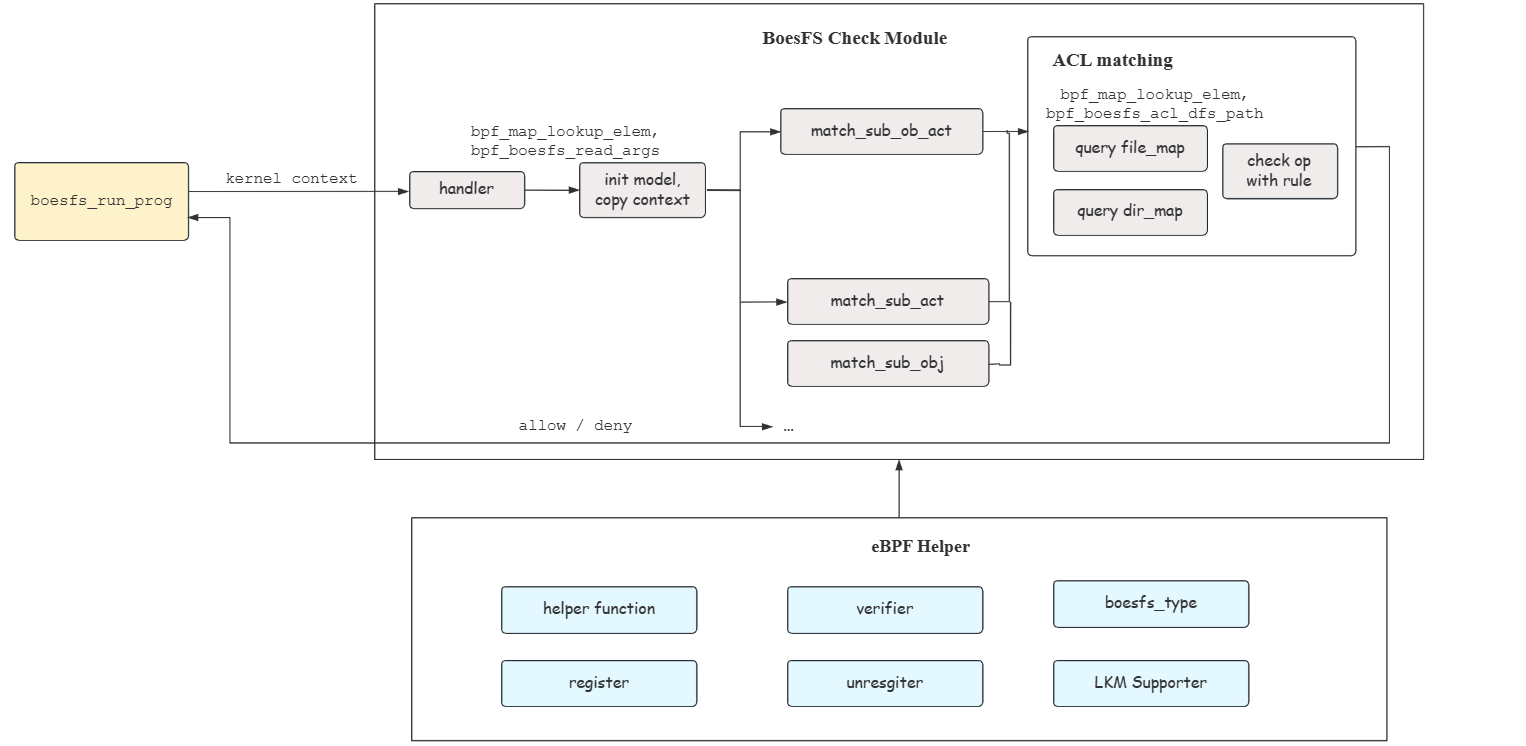 BoesFS Check Module
ACL matching
bpf_map_lookup_elem,
bpf_boesfs_acl_dfs_path
query file_map
query dir_map
check op
with rule
bpf_map_lookup_elem,
bpf_boesfs_read_args
match_sub_ob_act
boesfs_run_prog
kernel context
handler
init model,
copy context
match_sub_act
match_sub_obj
...
allow / deny
eBPF Helper
helper function
verifier
boesfs_type
register
unresgiter
LKM Supporter